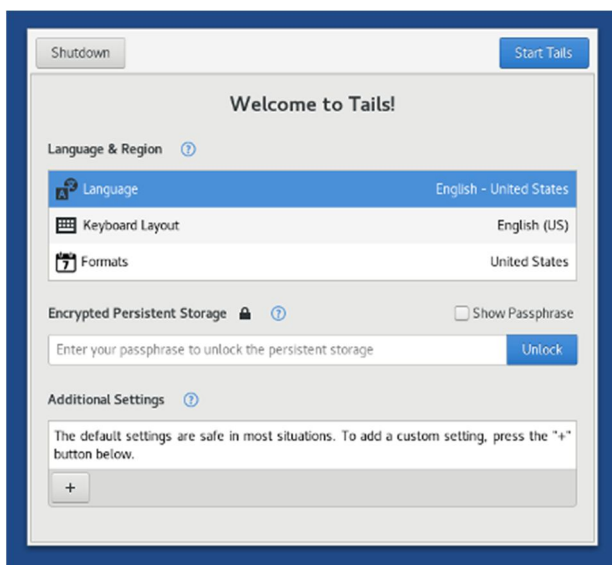 Shutdown
Start Tails
Welcome to Tails!
Language & Region ?
Language English - United States
Keyboard Layout English (US)
7 Formats United States
Encrypted Persistent Storage ? Show Passphrase
Enter your passphrase to unlock the persistent storage Unlock
Additional Settings ?
The default settings are safe in most situations. To add a custom setting, press the "+"
button below.
+